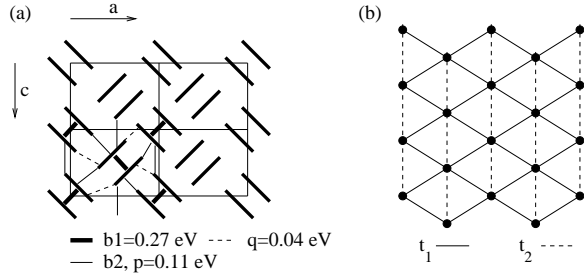 (a)
a
c
b1=0.27 eV
q=0.04 eV
b2, p=0.11 eV
(b)
t1
t2